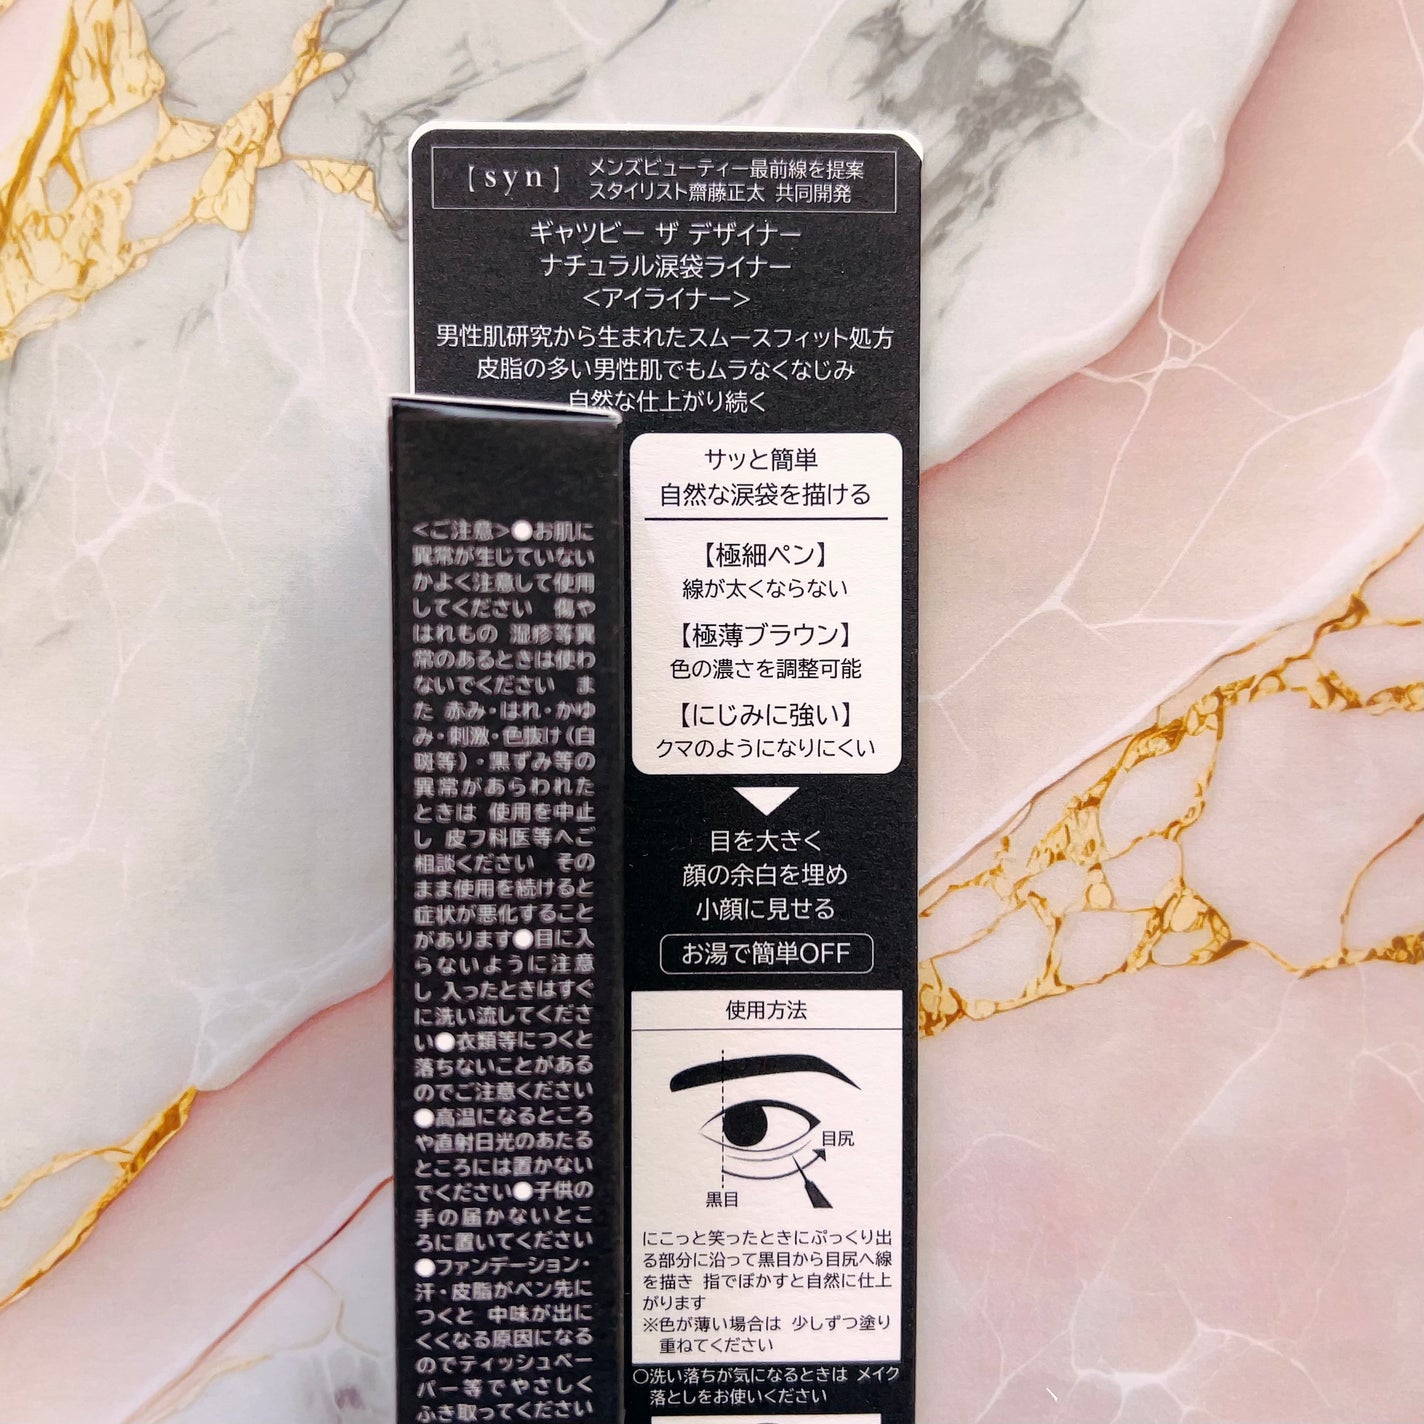 【syn】
メンズビューティー最前線を提案
スタイリスト齋藤正太 共同開発
ギャツビー ザ デザイナー
ナチュラル涙袋ライナー
<アイライナー>
男性肌研究から生まれたスムースフィット処方
皮脂の多い男性肌でもムラなくなじみ
自然な仕上がり続く
サッと簡単
自然な涙袋を描ける
【極細ペン】
線が太くならない
【極薄ブラウン】
色の濃さを調整可能
【にじみに強い】
クマのようになりにくい
目を大きく
顔の余白を埋め
小顔に見せる
お湯で簡単OFF
使用方法
目尻
黒目
にこっと笑ったときにぷっくり出
る部分に沿って黒目から目尻へ線
を描き 指でぼかすと自然に仕上
がります
※色が薄い場合は 少しずつ塗り
重ねてください
○洗い落ちが気になるときは メイク
落としをお使いください
<ご注意>●お肌に
異常が生じていない
かよく注意して使用
してください 傷や
はれもの 湿疹等異
常のあるときは使わ
ないでください ま
た 赤み・はれ・かゆ
み・刺激・色抜け(白
斑等)・黒ずみ等の
異常があらわれた
ときは 使用を中止
し 皮フ科医等へご
相談ください その
まま使用を続けると
症状が悪化すること
があります●目に入
らないように注意
し 入ったときはすぐ
に洗い流してくださ
い●衣類等につくと
落ちないことがある
のでご注意ください
●高温になるところ
や直射日光のあたる
ところには置かない
でください●子供の
手の届かないとこ
ろに置いてください
●ファンデーション・
汗・皮脂がペン先に
つくと 中味が出に
くくなる原因になる
のでティッシュペー
パー等でやさしく
ふき取ってください